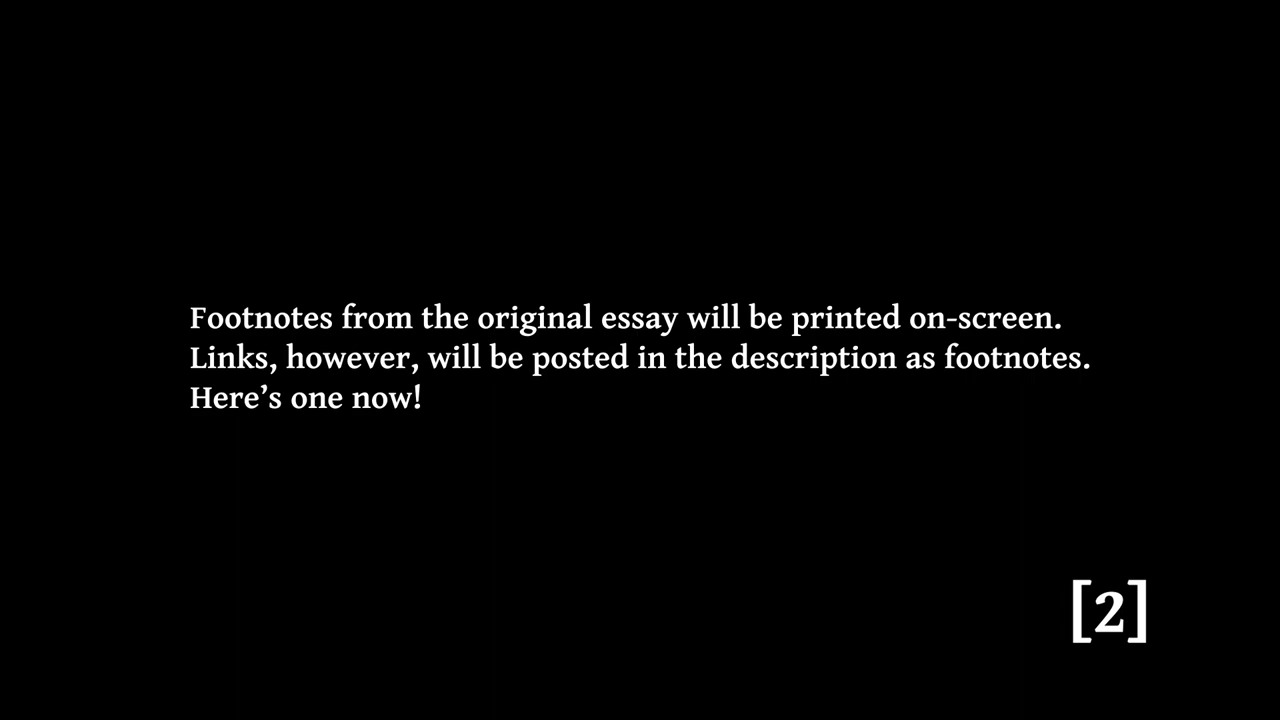 Footnotes from the original essay will be printed on-screen.
Links, however, will be posted in the description as footnotes.
Here’s one now!
[2]